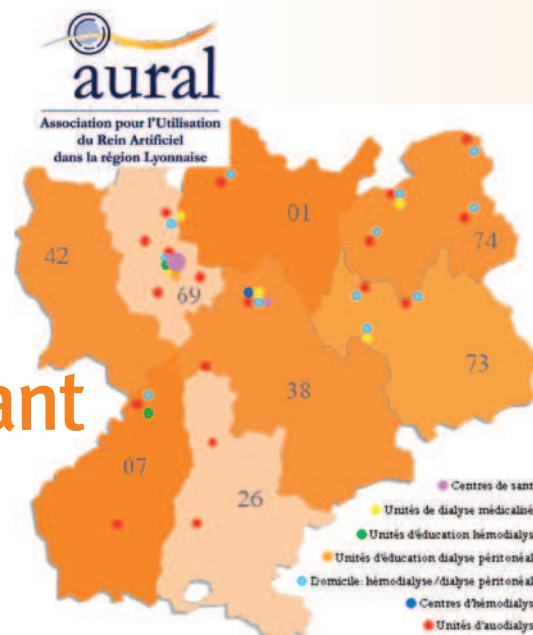 aural
Association pour l'Utilisation
du Rein Artificiel
dans la région Lyonnaise
01
74
42
69
73
38
ant
07
26
Centres de sant
Unités de dialyse médicalisé
Unités d'éducation hémodialys
Unités d'éducation dialyse péritonéal
Domicile: hémodialyse/dialyse péritonéal
Centres d'hémodialys
Unités d'auodialys